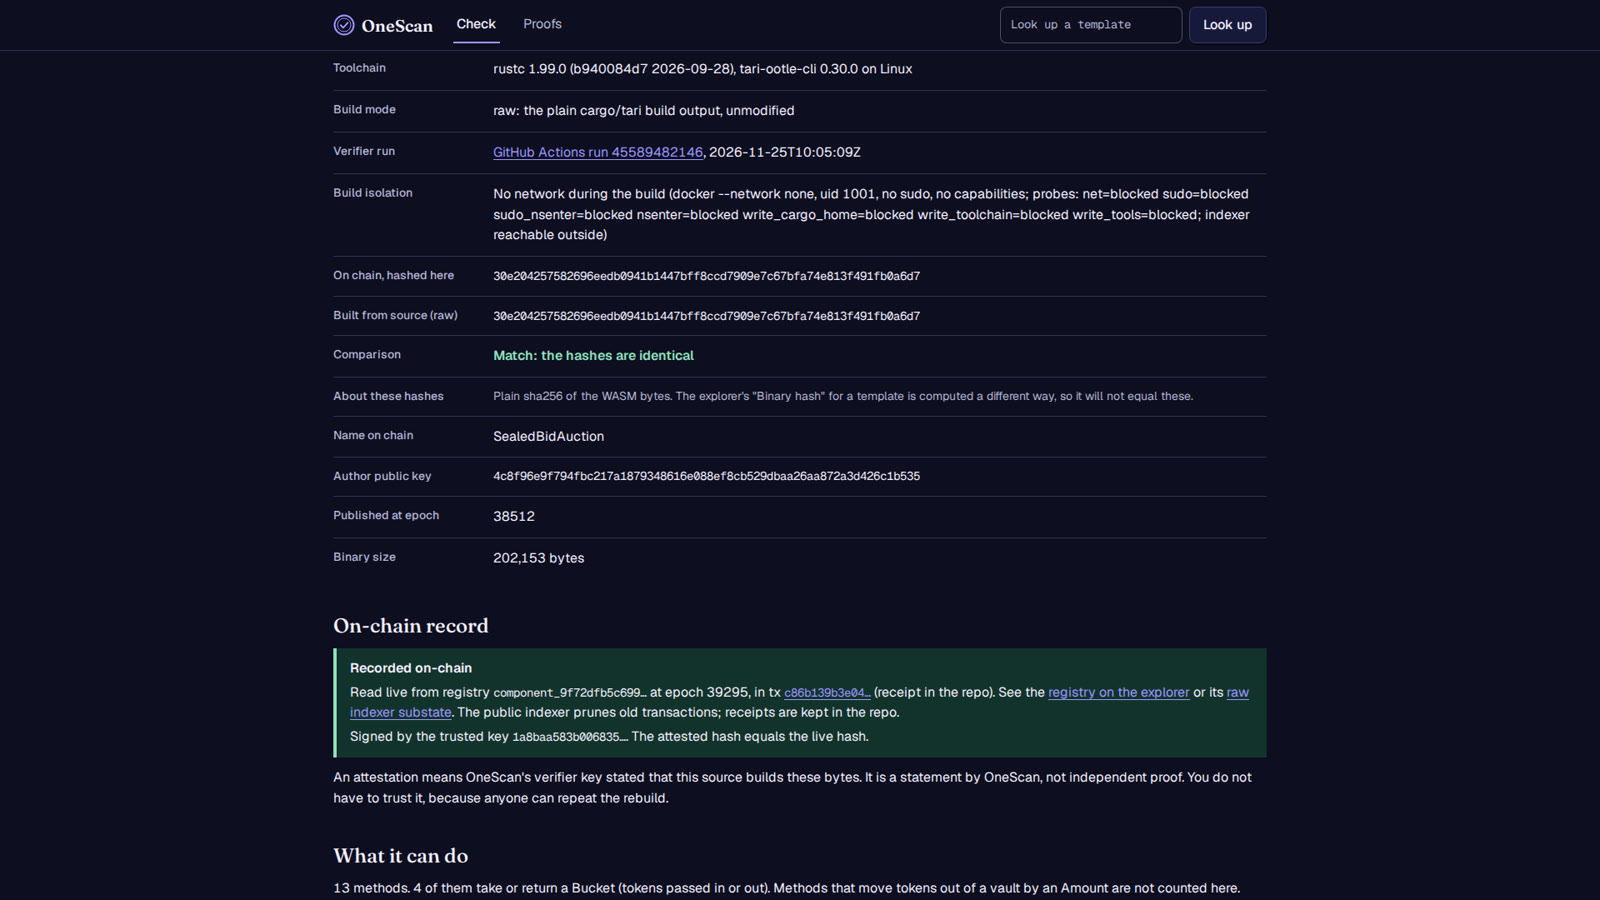 OneScan
Check
Proofs
Look up a template
Look up
Toolchain
rustc 1.99.0 (b940084d7 2026-09-28), tari-ootle-cli 0.30.0 on Linux
Build mode
raw: the plain cargo/tari build output, unmodified
Verifier run
GitHub Actions run 45589482146, 2026-11-25T10:05:09Z
Build isolation
No network during the build (docker --network none, uid 1001, no sudo, no capabilities; probes: net=blocked sudo=blocked
sudo_nsenter=blocked nsenter=blocked write_cargo_home=blocked write_toolchain=blocked write_tools=blocked; indexer
reachable outside)
On chain, hashed here
30e204257582696eedb0941b1447bff8ccd7909e7c67bfa74e813f491fb0a6d7
Built from source (raw)
30e204257582696eedb0941b1447bff8ccd7909e7c67bfa74e813f491fb0a6d7
Comparison
Match: the hashes are identical
About these hashes
Plain sha256 of the WASM bytes. The explorer's "Binary hash" for a template is computed a different way, so it will not equal these.
Name on chain
SealedBidAuction
Author public key
4c8f96e9f794fbc217a1879348616e088ef8cb529dbaa26aa872a3d426c1b535
Published at epoch
38512
Binary size
202,153 bytes
On-chain record
Recorded on-chain
Read live from registry component_9f72dfb5c699… at epoch 39295, in tx c86b139b3e04… (receipt in the repo). See the registry on the explorer or its raw
indexer substate. The public indexer prunes old transactions; receipts are kept in the repo.
Signed by the trusted key 1a8baa583b006835…. The attested hash equals the live hash.
An attestation means OneScan's verifier key stated that this source builds these bytes. It is a statement by OneScan, not independent proof. You do not
have to trust it, because anyone can repeat the rebuild.
What it can do
13 methods. 4 of them take or return a Bucket (tokens passed in or out). Methods that move tokens out of a vault by an Amount are not counted here.